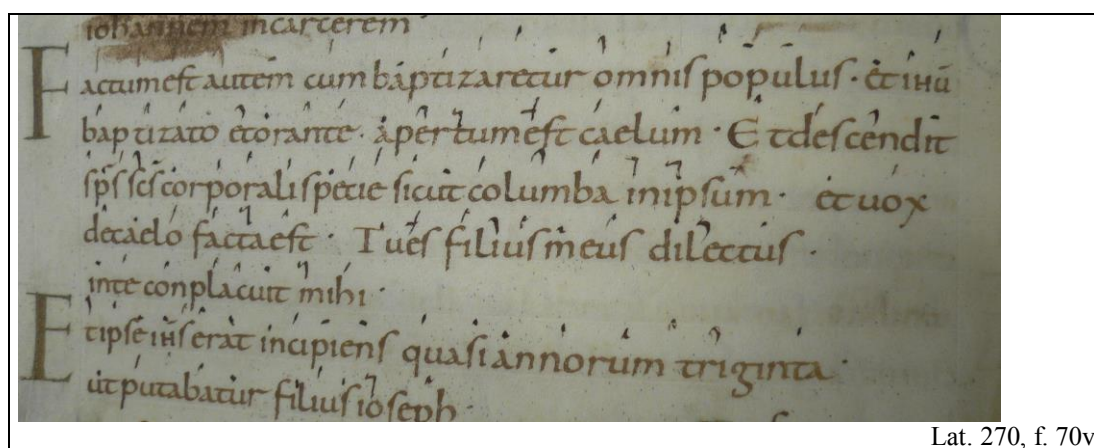 iohannem incarcerem
Factum est autem cum baptizaretur omnis populus · et ihu
baptizato et orante · apertum est caelum · Et descendit
sps scs corporali specie sicut columba in ipsum · et uox
de caelo facta est · Tu es filius meus dilectus ·
in te conplacuit mihi ·
Et ipse ihs erat incipiens quasi annorum triginta ·
ut putabatur filius ioseph ·
Lat. 270, f. 70v